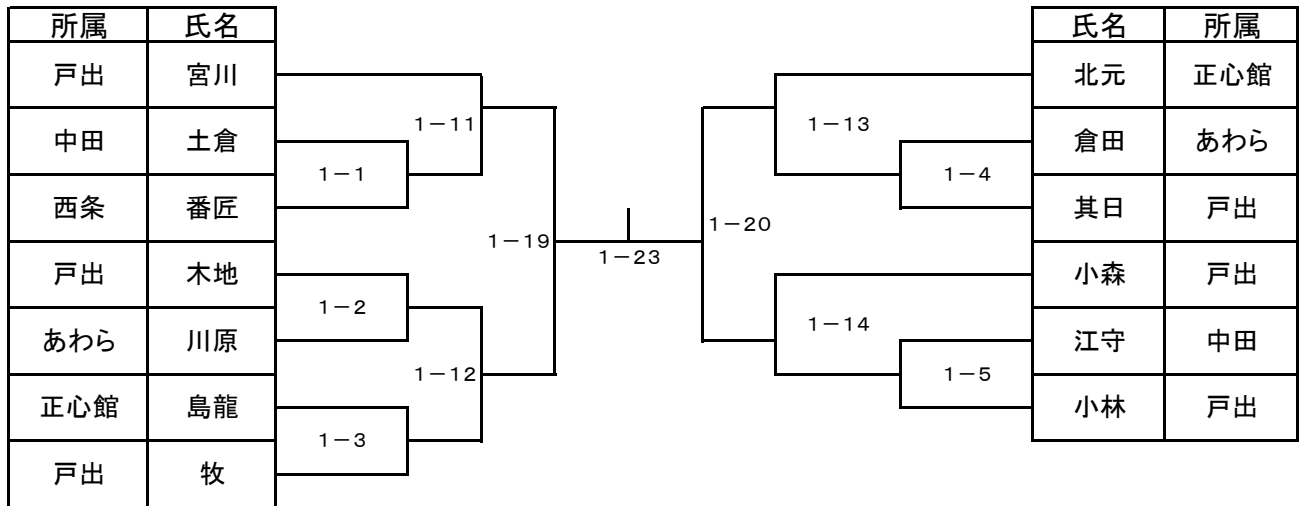 所属 氏名
戸出 宮川
中田 土倉
西条 番匠
戸出 木地
あわら 川原
正心館 島龍
戸出 牧
1－11
1－1
1－19
1－2
1－12
1－3
1－23
1－13
1－4
1－20
1－14
1－5
氏名 所属
北元 正心館
倉田 あわら
其日 戸出
小森 戸出
江守 中田
小林 戸出